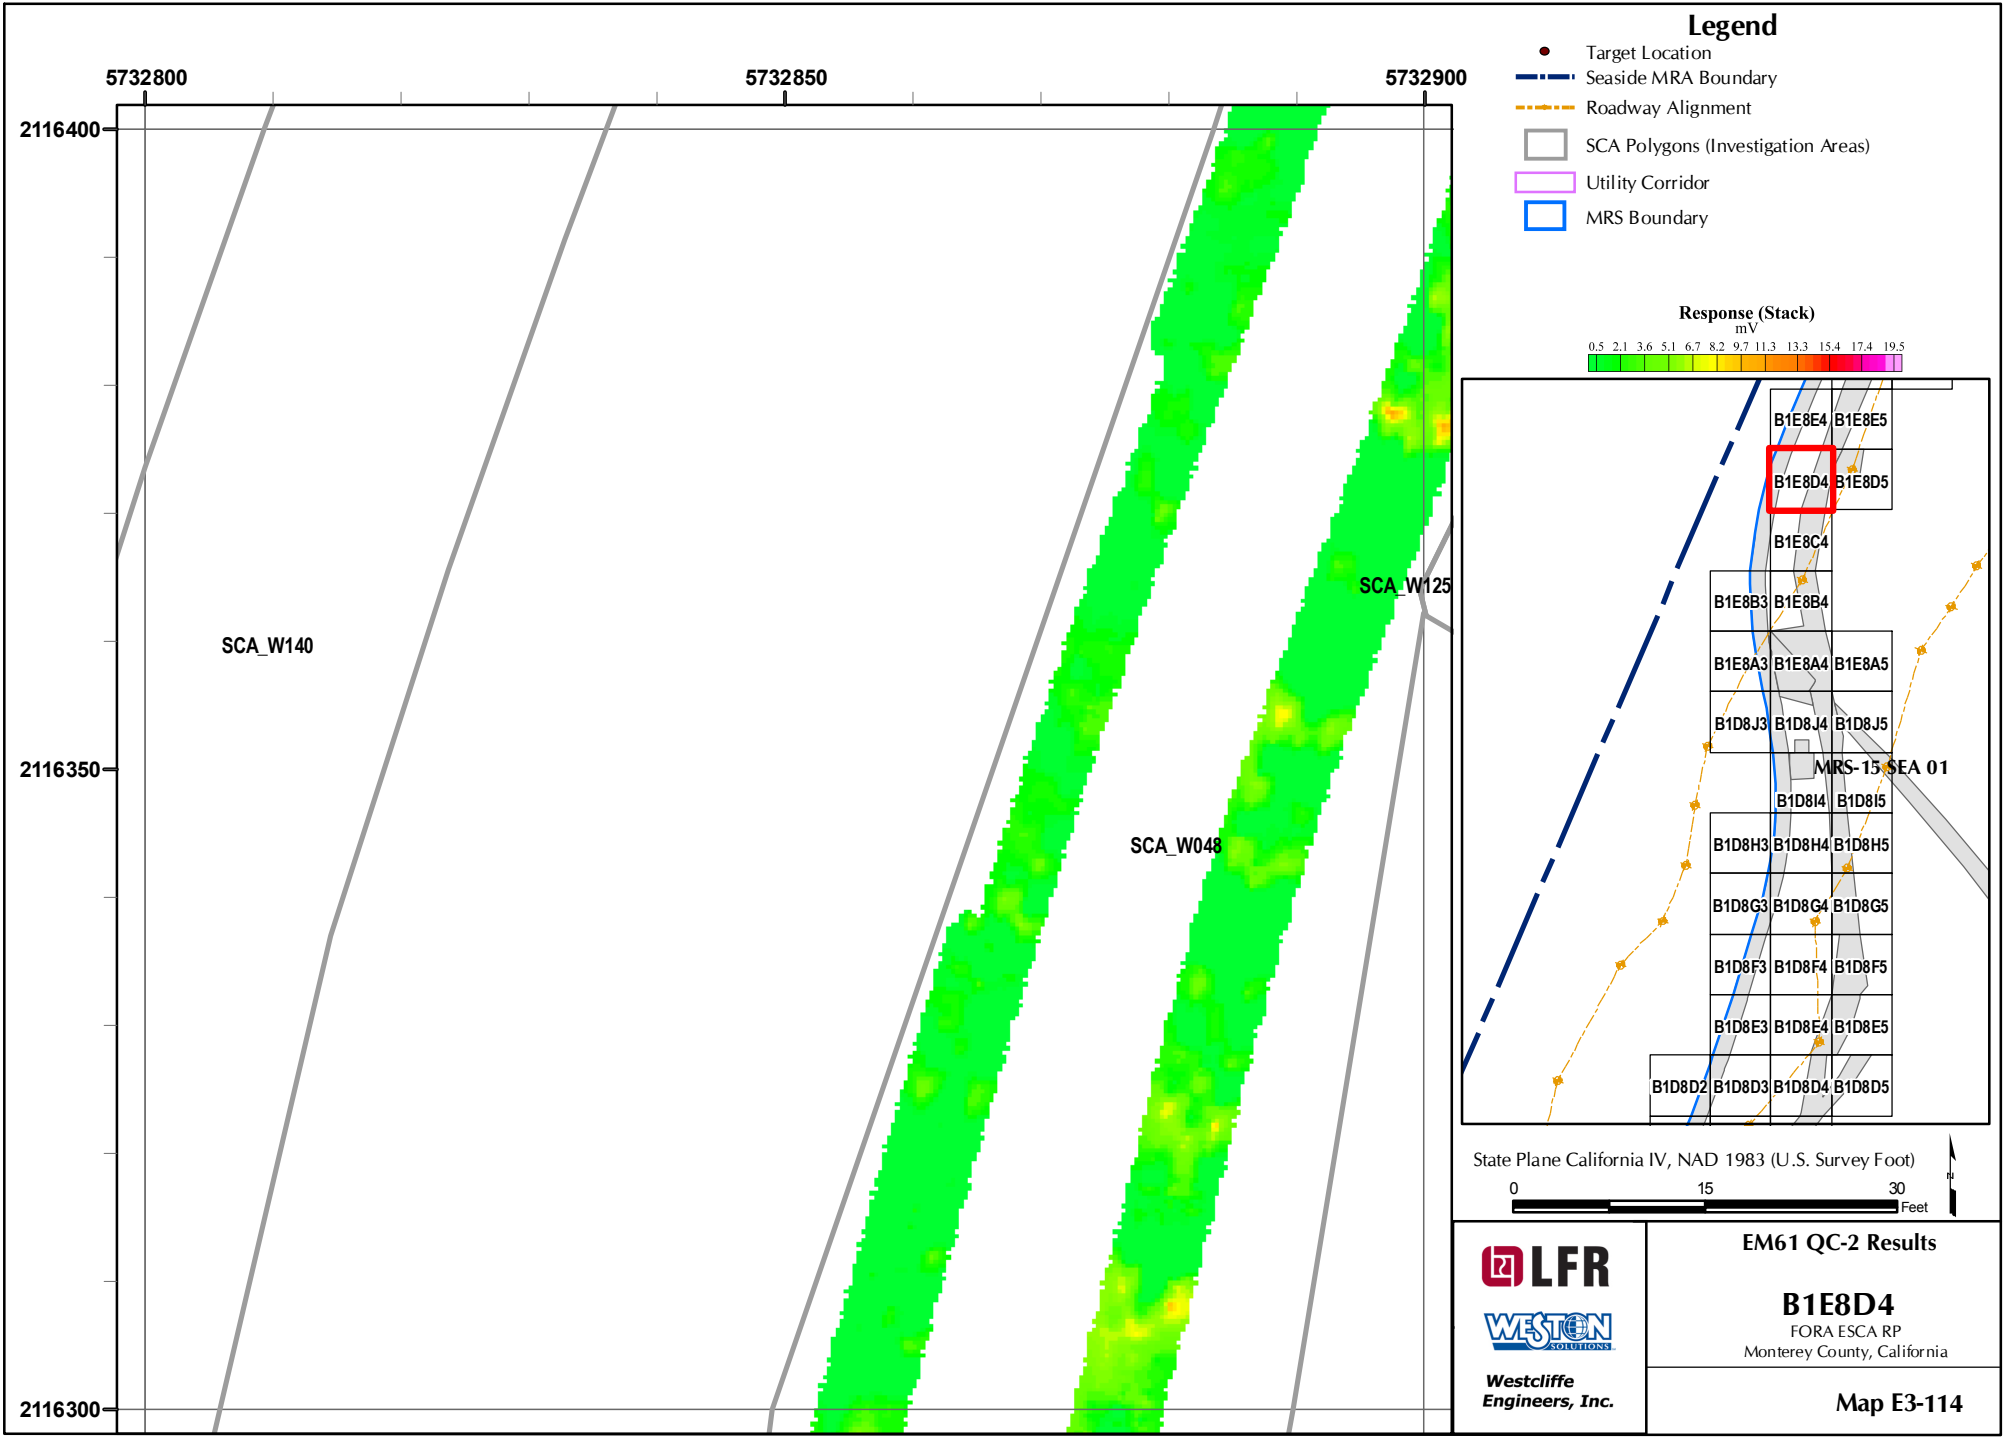 5732800
5732850
5732900
2116400
2116350
2116300
SCA_W140
SCA_W048
SCA_W125
Legend
Target Location
Seaside MRA Boundary
Roadway Alignment
SCA Polygons (Investigation Areas)
Utility Corridor
MRS Boundary
Response (Stack)
mV
0.5 2.1 3.6 5.1 6.7 8.2 9.7 11.3 13.3 15.4 17.4 19.5
B1E8E4 B1E8E5
B1E8D4 B1E8D5
B1E8C4
B1E8B3 B1E8B4
B1E8A3 B1E8A4 B1E8A5
B1D8J3 B1D8J4 B1D8J5
MRS-15 SEA 01
B1D8I4 B1D8I5
B1D8H3 B1D8H4 B1D8H5
B1D8G3 B1D8G4 B1D8G5
B1D8F3 B1D8F4 B1D8F5
B1D8E3 B1D8E4 B1D8E5
B1D8D2 B1D8D3 B1D8D4 B1D8D5
State Plane California IV, NAD 1983 (U.S. Survey Foot)
0 15 30
Feet
N
LFR
WESTON
SOLUTIONS
Westcliffe
Engineers, Inc.
EM61 QC-2 Results
B1E8D4
FORA ESCA RP
Monterey County, California
Map E3-114